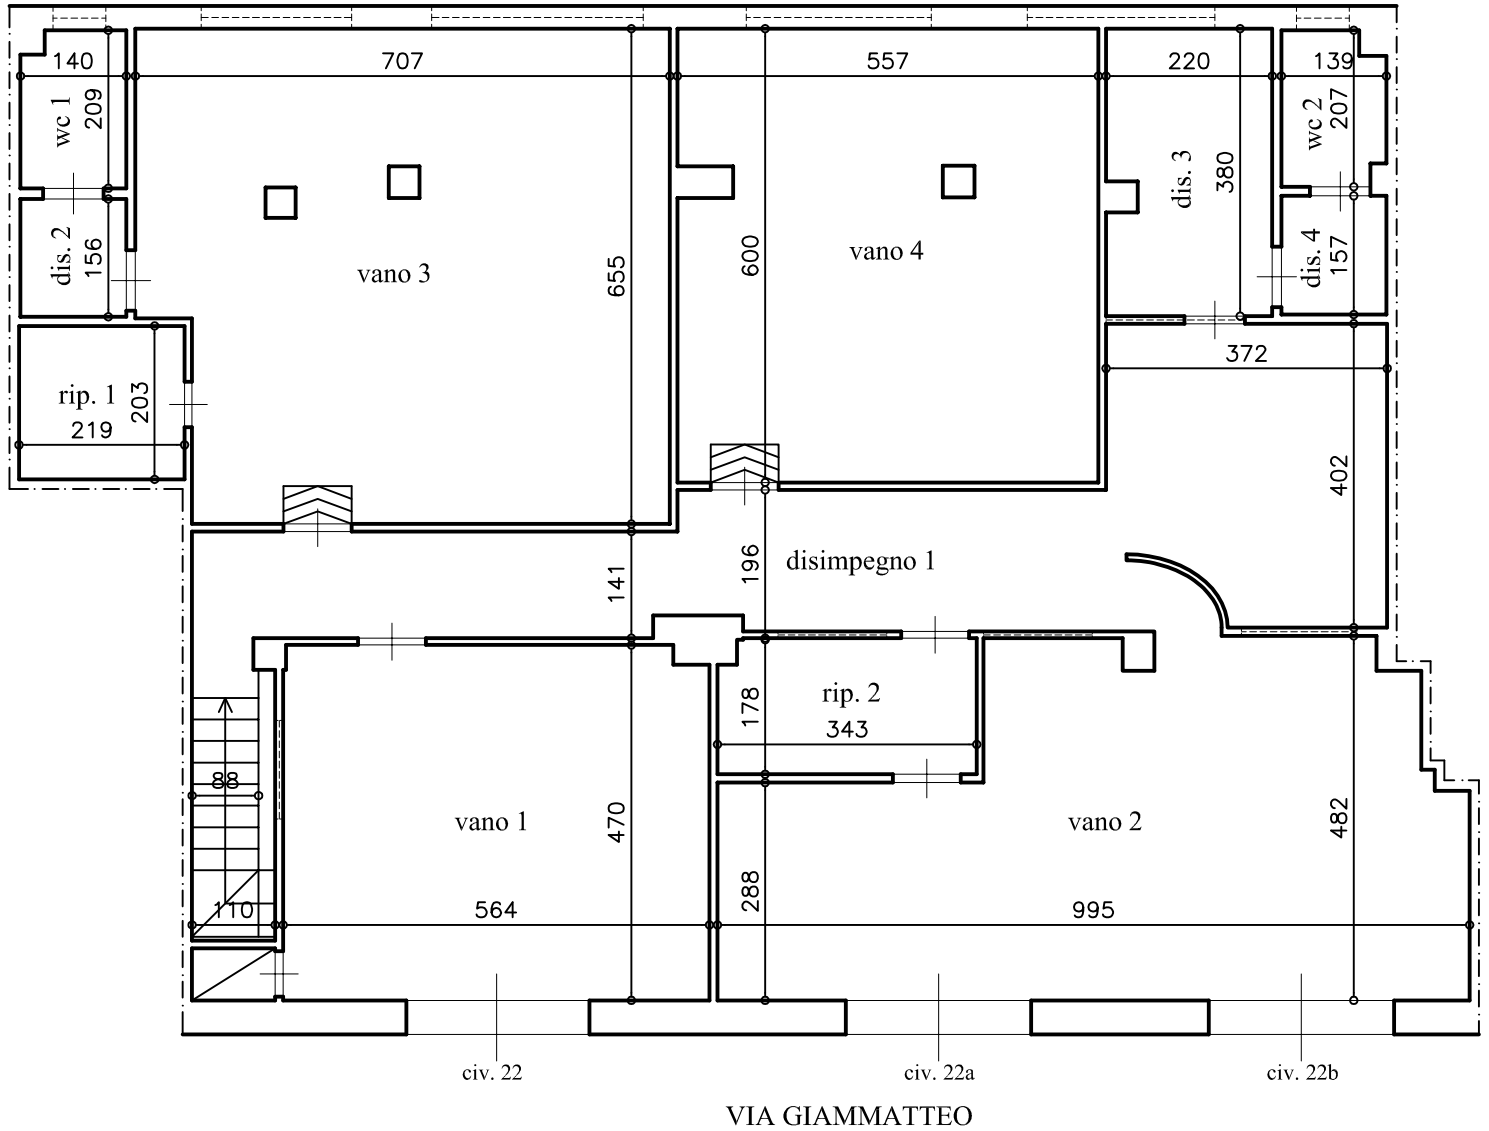 140
707
557
220
139
wc 1
209
wc 2
207
dis. 3
380
dis. 2
156
vano 3
655
600
vano 4
dis. 4
157
372
rip. 1
203
219
402
141
196
disimpegno 1
178
rip. 2
343
88
vano 1
470
vano 2
482
288
110
564
995
civ. 22
civ. 22a
civ. 22b
VIA GIAMMATTEO